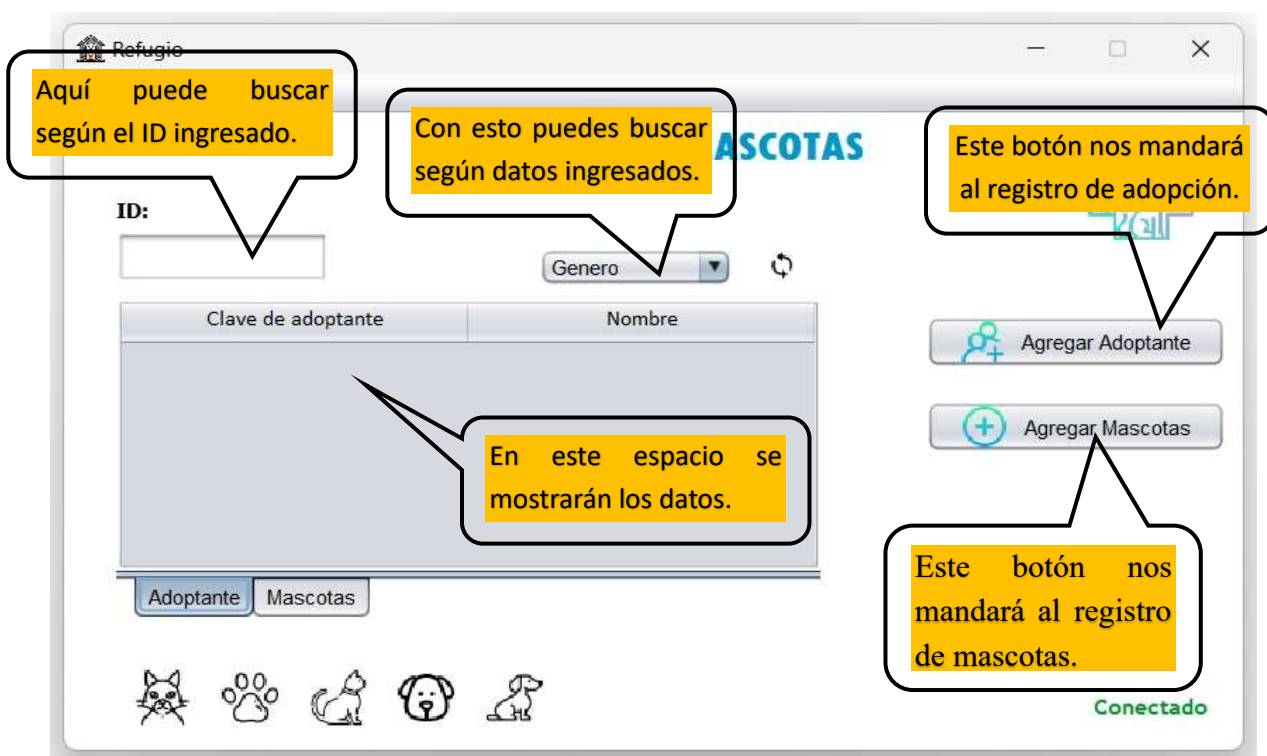 Refugio
Aquí puede buscar
según el ID ingresado.
Con esto puedes buscar
según datos ingresados.
ASCOTAS
Este botón nos mandará
al registro de adopción.
ID:
Genero
Clave de adoptante Nombre
Agregar Adoptante
Agregar Mascotas
En este espacio se
mostrarán los datos.
Este botón nos
mandará al registro
de mascotas.
Adoptante Mascotas
Conectado